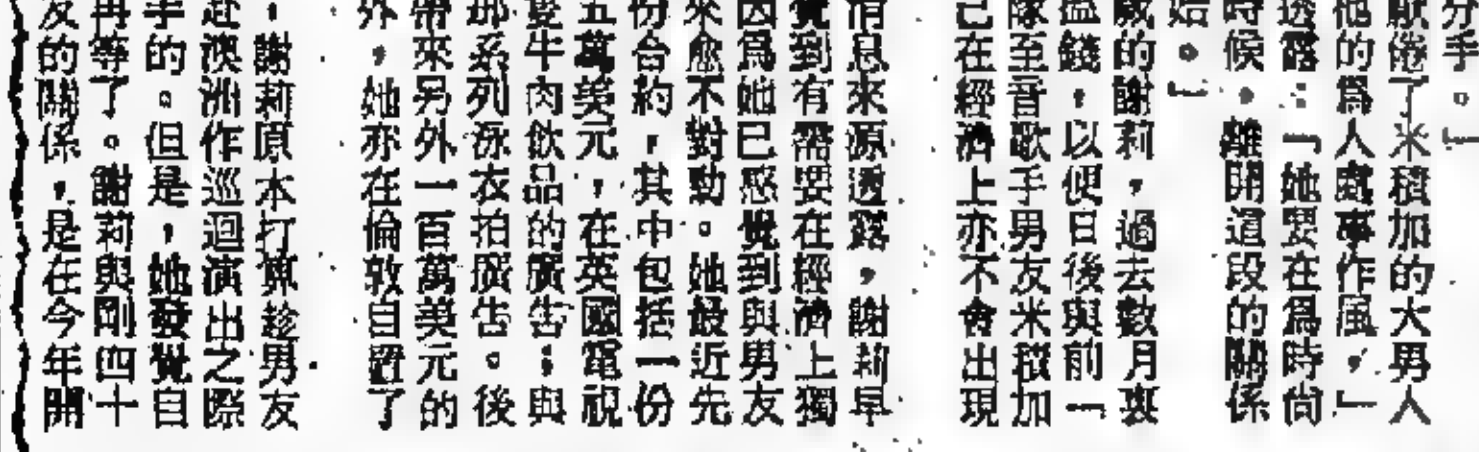 分手。」
厭倦了米積加的大男人
他的爲人處事作風，」
透露：「她要在爲時尚
時候，離開這段的關係
始。」
歲的謝莉，過去數月裏
錢，以便日後與前一
隊至音歌手男友米積加
己在經濟上亦不會出現
消息來源透露，謝莉早
覺到有需要在經濟上獨
因爲她已感覺到與男友
來愈不對勁。她最近先
份合約，其中包括一份
五萬美元，在英國電視
愛牛肉飲品的廣告；與
那系列泳衣拍廣告。後
帶來另外一百萬美元的
外，她亦在倫敦自置了
，謝莉原本打算趁男友
赴澳洲作巡迴演出之際
手的。但是，她發覺自
再等了。謝莉與剛四十
友的關係，是在今年開